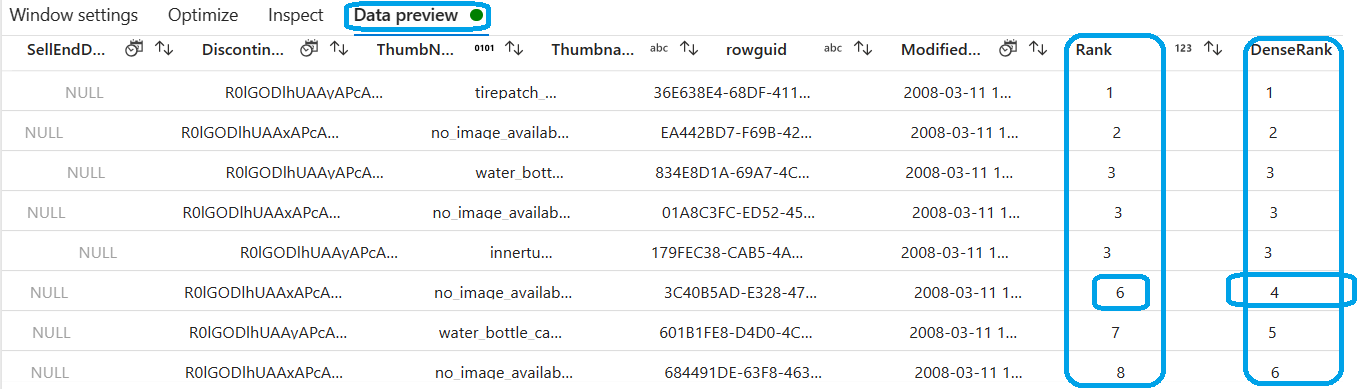 Window settings Optimize Inspect Data preview
SellEndD... Discontin... ThumbN... 0101 Thumbna... abc rowguid abc Modified... Rank 123 DenseRank
NULL R0lGODlhUAAyAPcA... tirepatch_... 36E638E4-68DF-411... 2008-03-11 1... 1 1
NULL R0lGODlhUAAxAPcA... no_image_availab... EA442BD7-F69B-42... 2008-03-11 1... 2 2
NULL R0lGODlhUAAyAPcA... water_bott... 834E8D1A-69A7-4C... 2008-03-11 1... 3 3
NULL R0lGODlhUAAxAPcA... no_image_availab... 01A8C3FC-ED52-45... 2008-03-11 1... 3 3
NULL R0lGODlhUAAyAPcA... innertu... 179FEC38-CAB5-4A... 2008-03-11 1... 3 3
NULL R0lGODlhUAAxAPcA... no_image_availab... 3C40B5AD-E328-47... 2008-03-11 1... 6 4
NULL R0lGODlhUAAyAPcA... water_bottle_ca... 601B1FE8-D4D0-4C... 2008-03-11 1... 7 5
NULL R0lGODlhUAAxAPcA... no_image_availab... 684491DE-63F8-463... 2008-03-11 1... 8 6